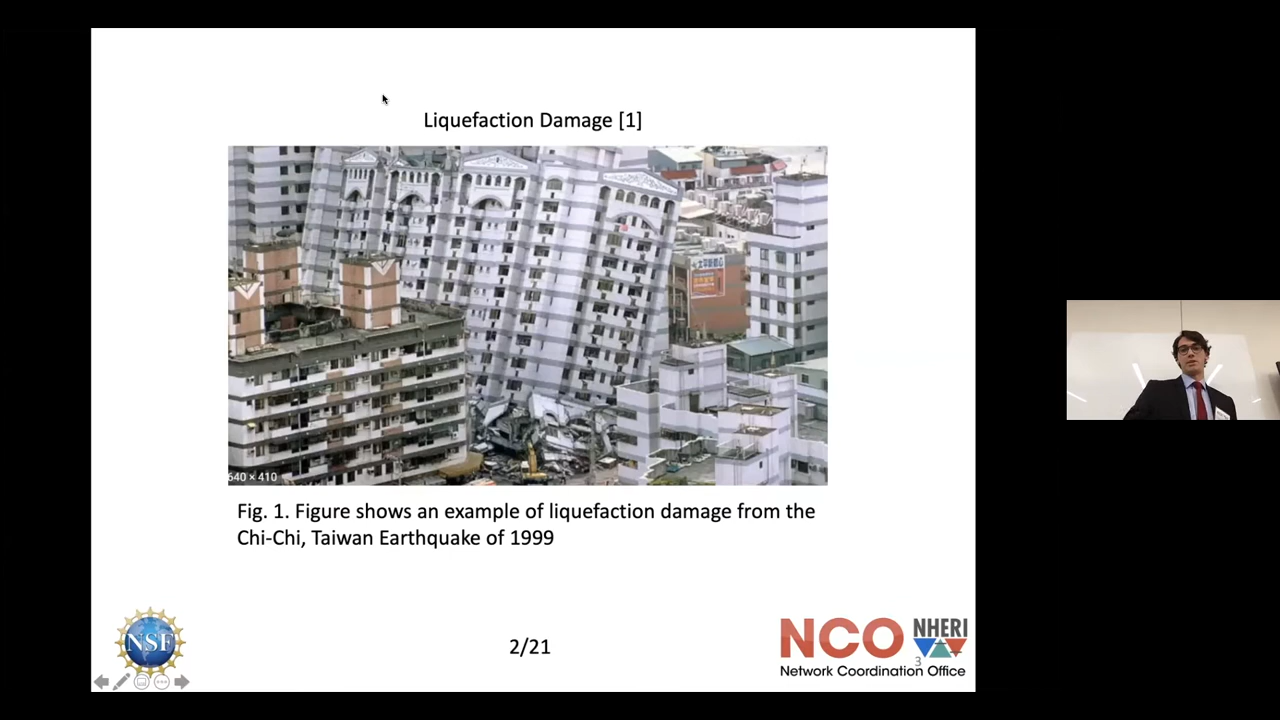 Liquefaction Damage [1]
640 × 410
Fig. 1. Figure shows an example of liquefaction damage from the
Chi-Chi, Taiwan Earthquake of 1999
NSF
2/21
NCO NHERI
3
Network Coordination Office